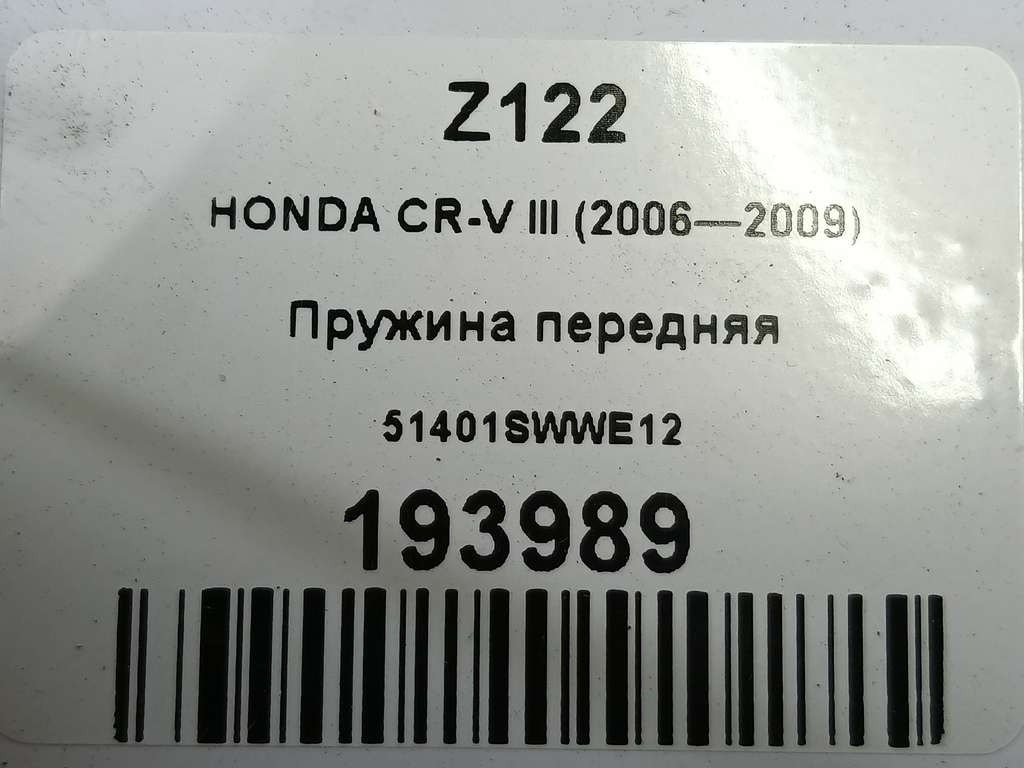 Z122
HONDA CR-V III (2006—2009)
Пружина передняя
51401SWWE12
193989